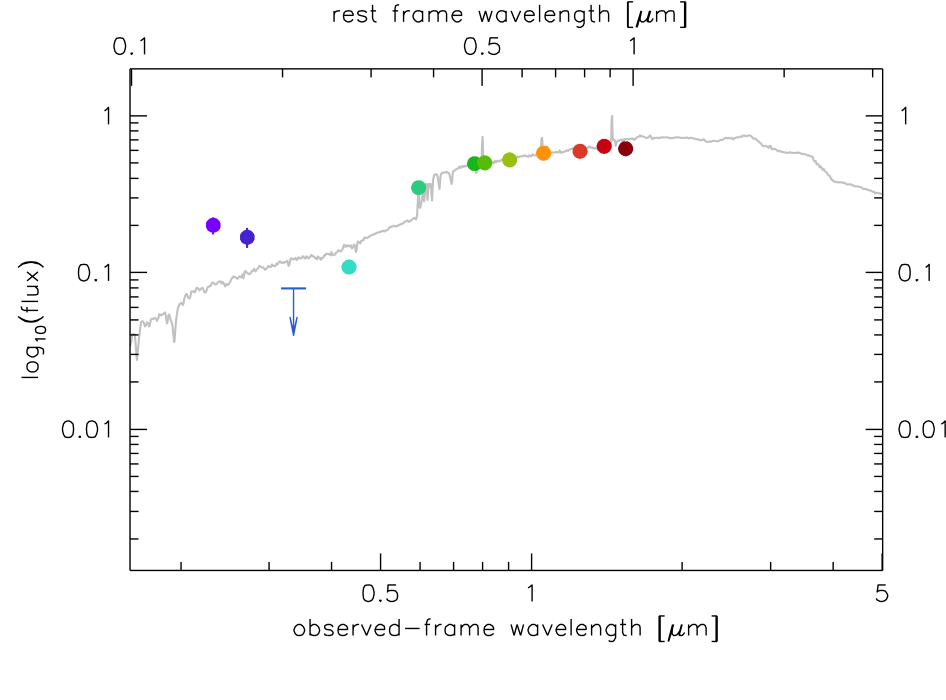 rest frame wavelength [μm]
0.1 0.5 1
1 1
0.1 0.1
0.01 0.01
log10(flux)
0.5 1 5
observed-frame wavelength [μm]